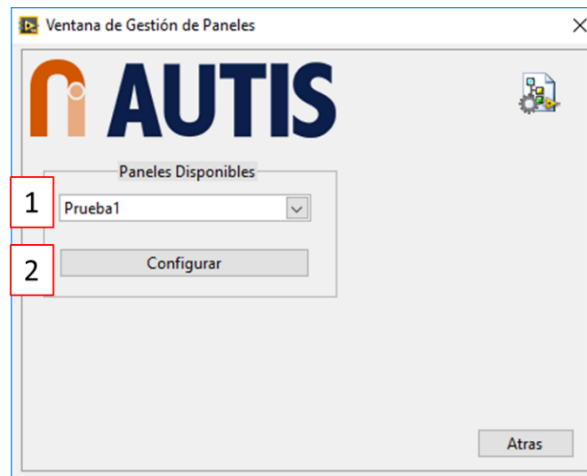 Ventana de Gestión de Paneles
AUTIS
Paneles Disponibles
1
Prueba1
2
Configurar
Atras